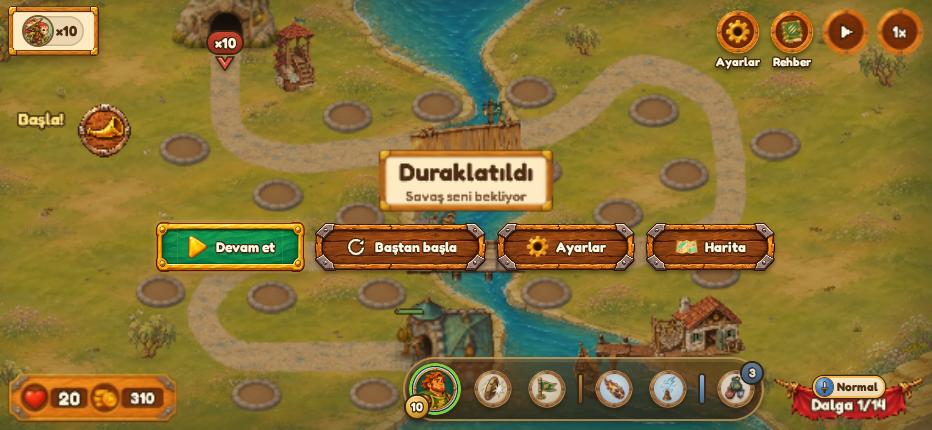 x10
x10
Ayarlar
Rehber
1x
Başla!
Duraklatıldı
Savaş seni bekliyor
Devam et
Baştan başla
Ayarlar
Harita
20
310
10
3
Normal
Dalga 1/14